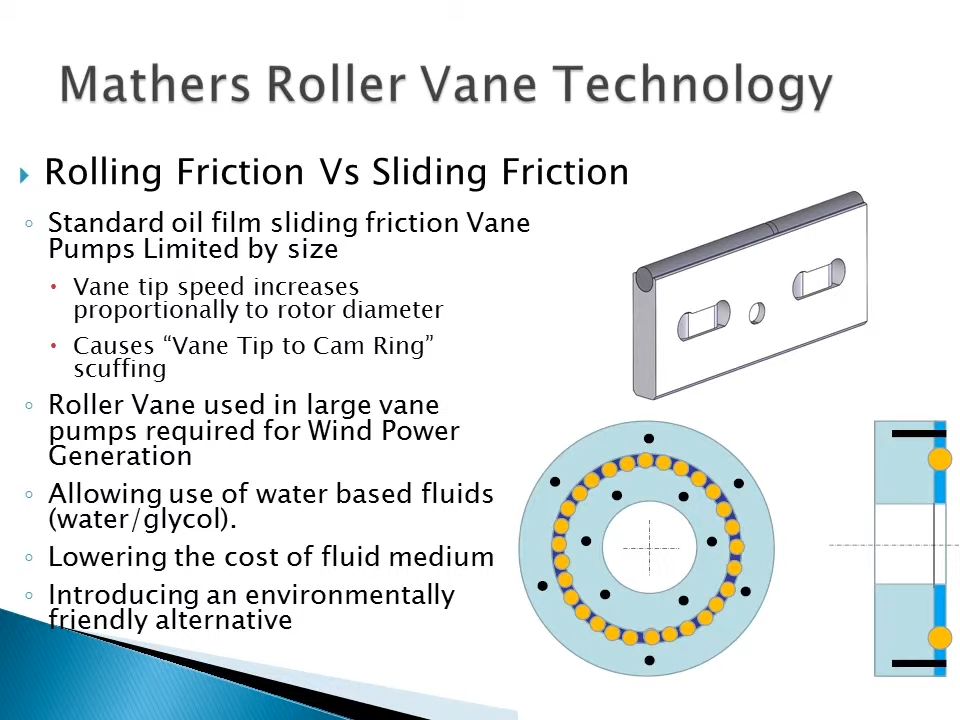 Mathers Roller Vane Technology
Rolling Friction Vs Sliding Friction
Standard oil film sliding friction Vane
Pumps Limited by size
Vane tip speed increases
proportionally to rotor diameter
Causes “Vane Tip to Cam Ring”
scuffing
Roller Vane used in large vane
pumps required for Wind Power
Generation
Allowing use of water based fluids
(water/glycol).
Lowering the cost of fluid medium
Introducing an environmentally
friendly alternative